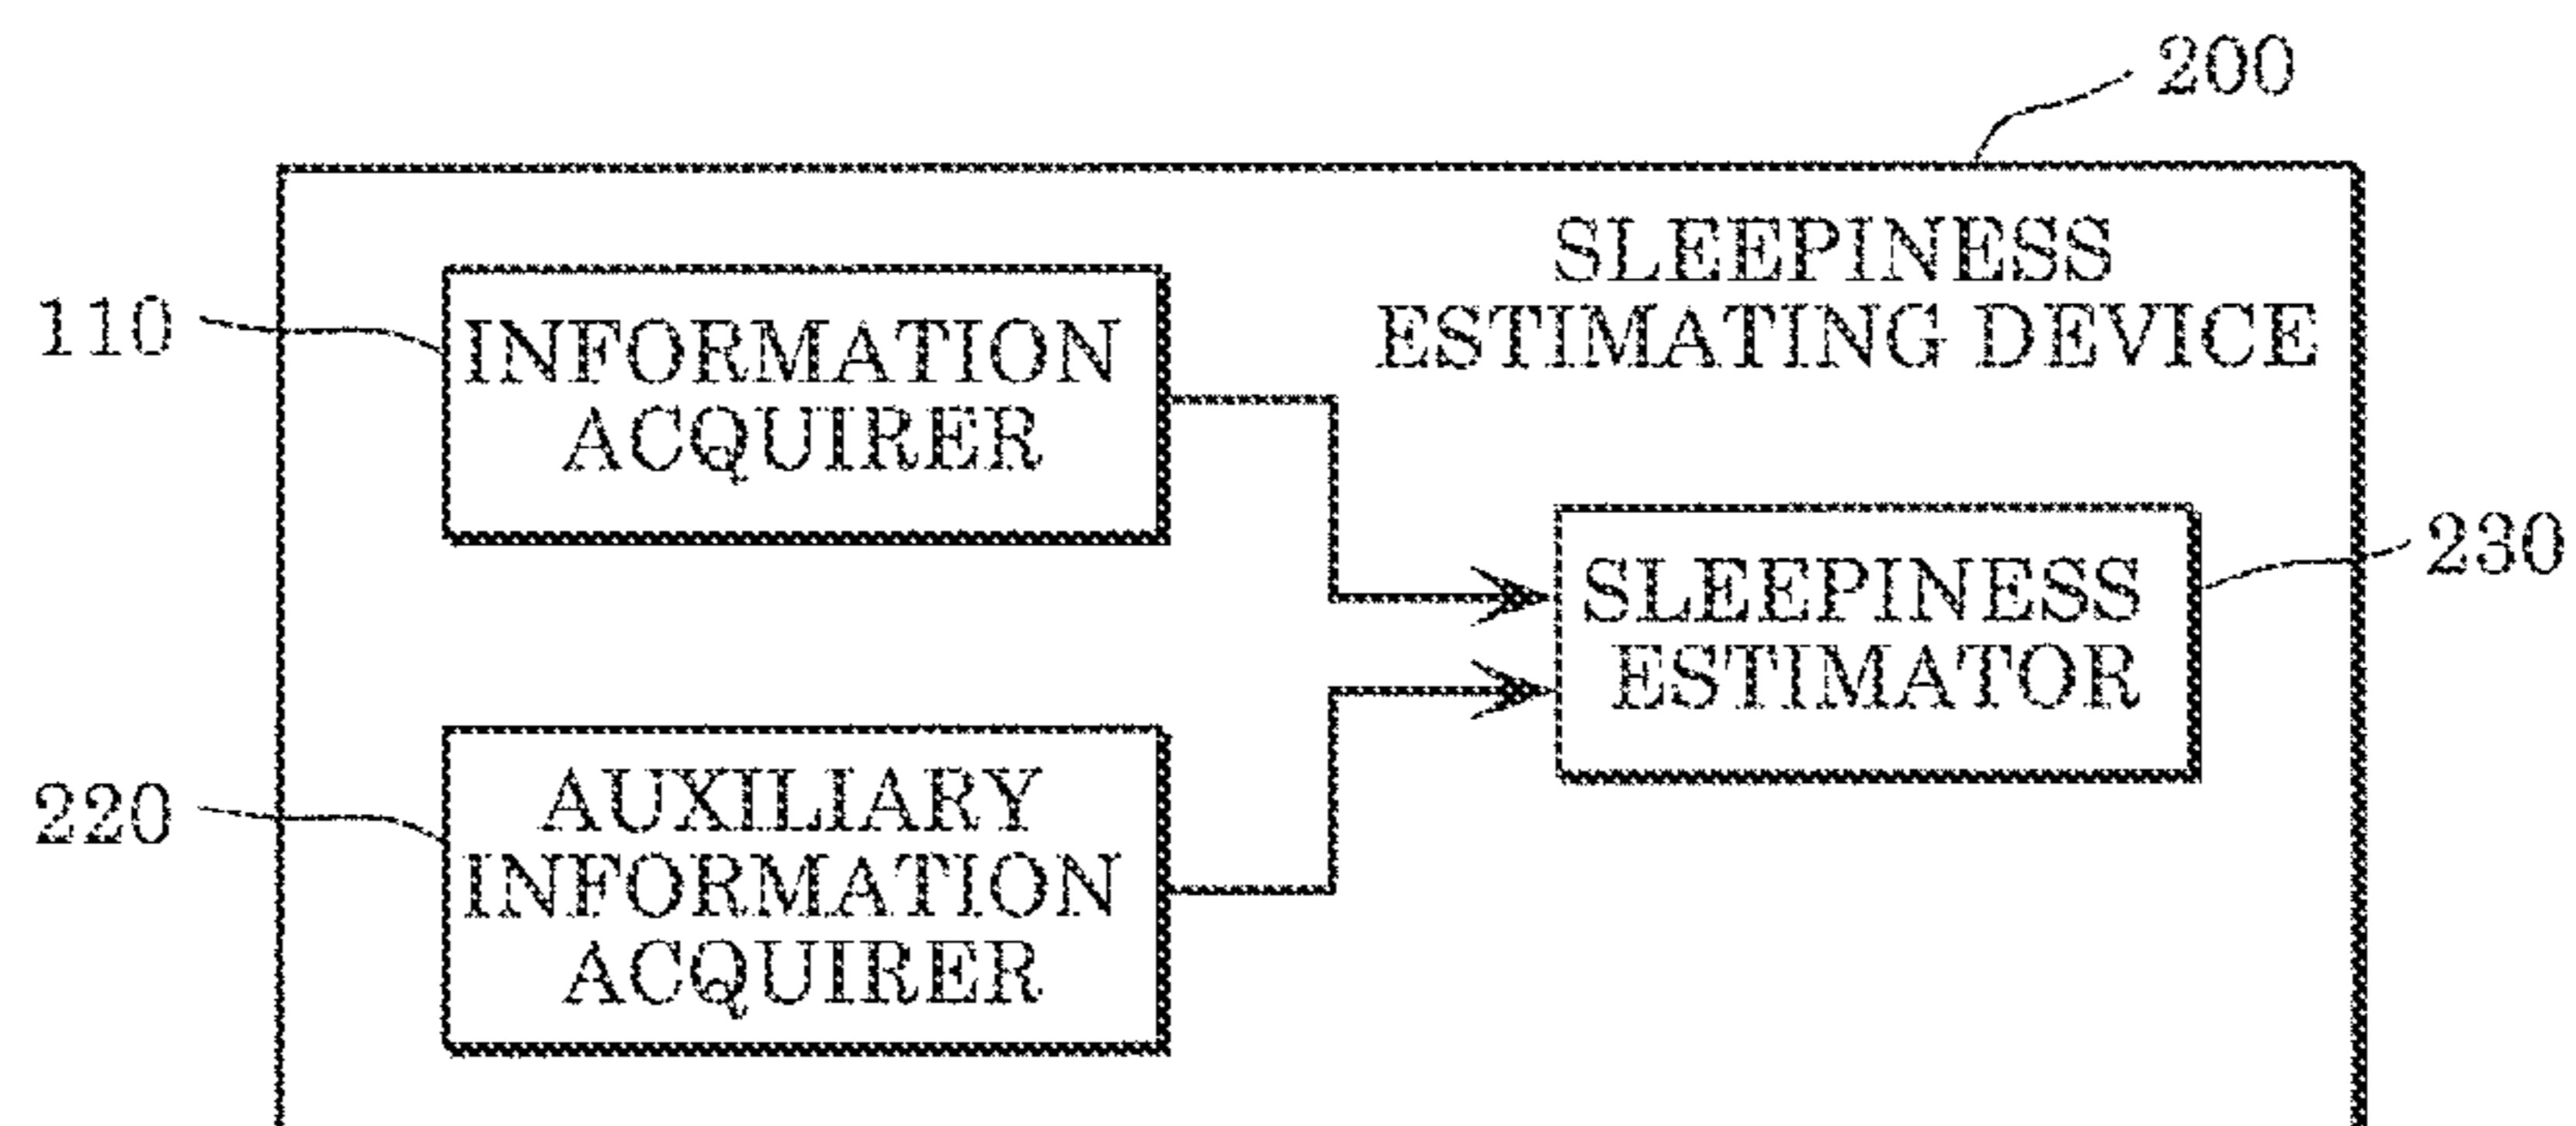 200
SLEEPINESS
ESTIMATING DEVICE
110
INFORMATION
ACQUIRER
230
SLEEPINESS
ESTIMATOR
220
AUXILIARY
INFORMATION
ACQUIRER